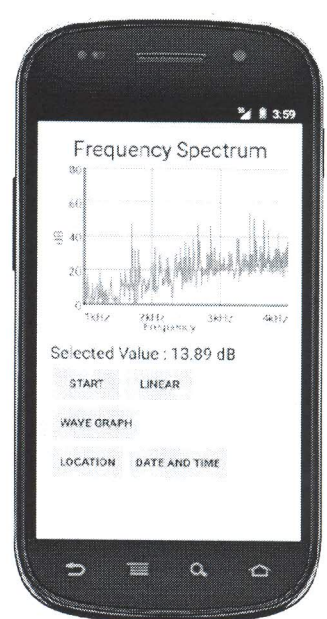 3:59
Frequency Spectrum
80
60
dB
40
20
0
1kHz 2kHz 3kHz 4kHz
Frequency
Selected Value : 13.89 dB
START LINEAR
WAVE GRAPH
LOCATION DATE AND TIME